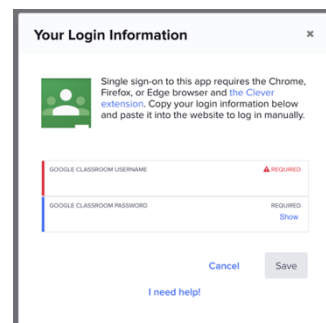 Your Login Information ×
Single sign-on to this app requires the Chrome,
Firefox, or Edge browser and the Clever
extension. Copy your login information below
and paste it into the website to log in manually.
GOOGLE CLASSROOM USERNAME REQUIRED
GOOGLE CLASSROOM PASSWORD REQUIRED
Show
Cancel Save
I need help!